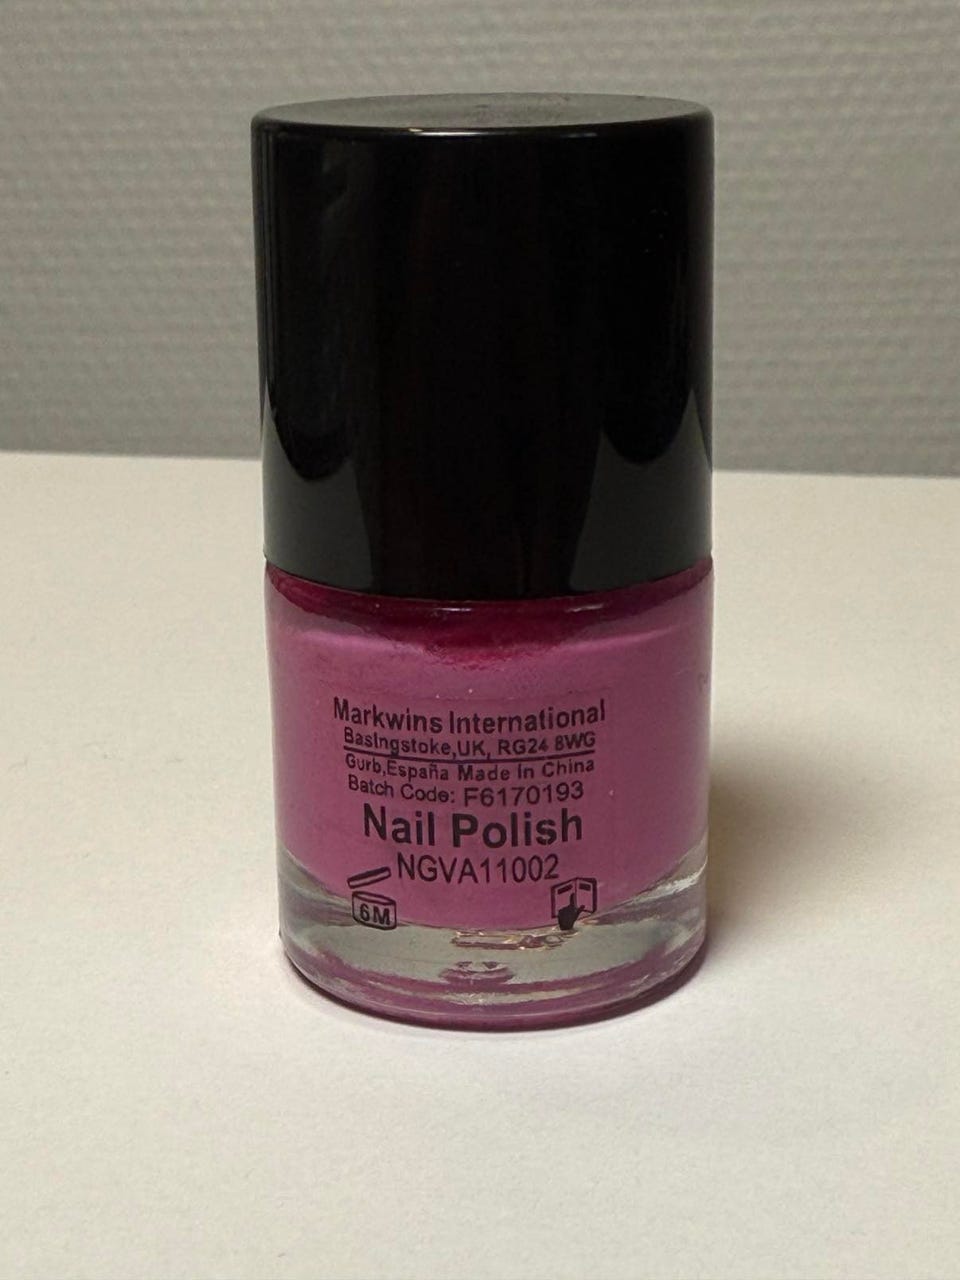 Markwins International
Basingstoke,UK, RG24 8WG
Gurb,España Made In China
Batch Code: F6170193
Nail Polish
NGVA11002
6M